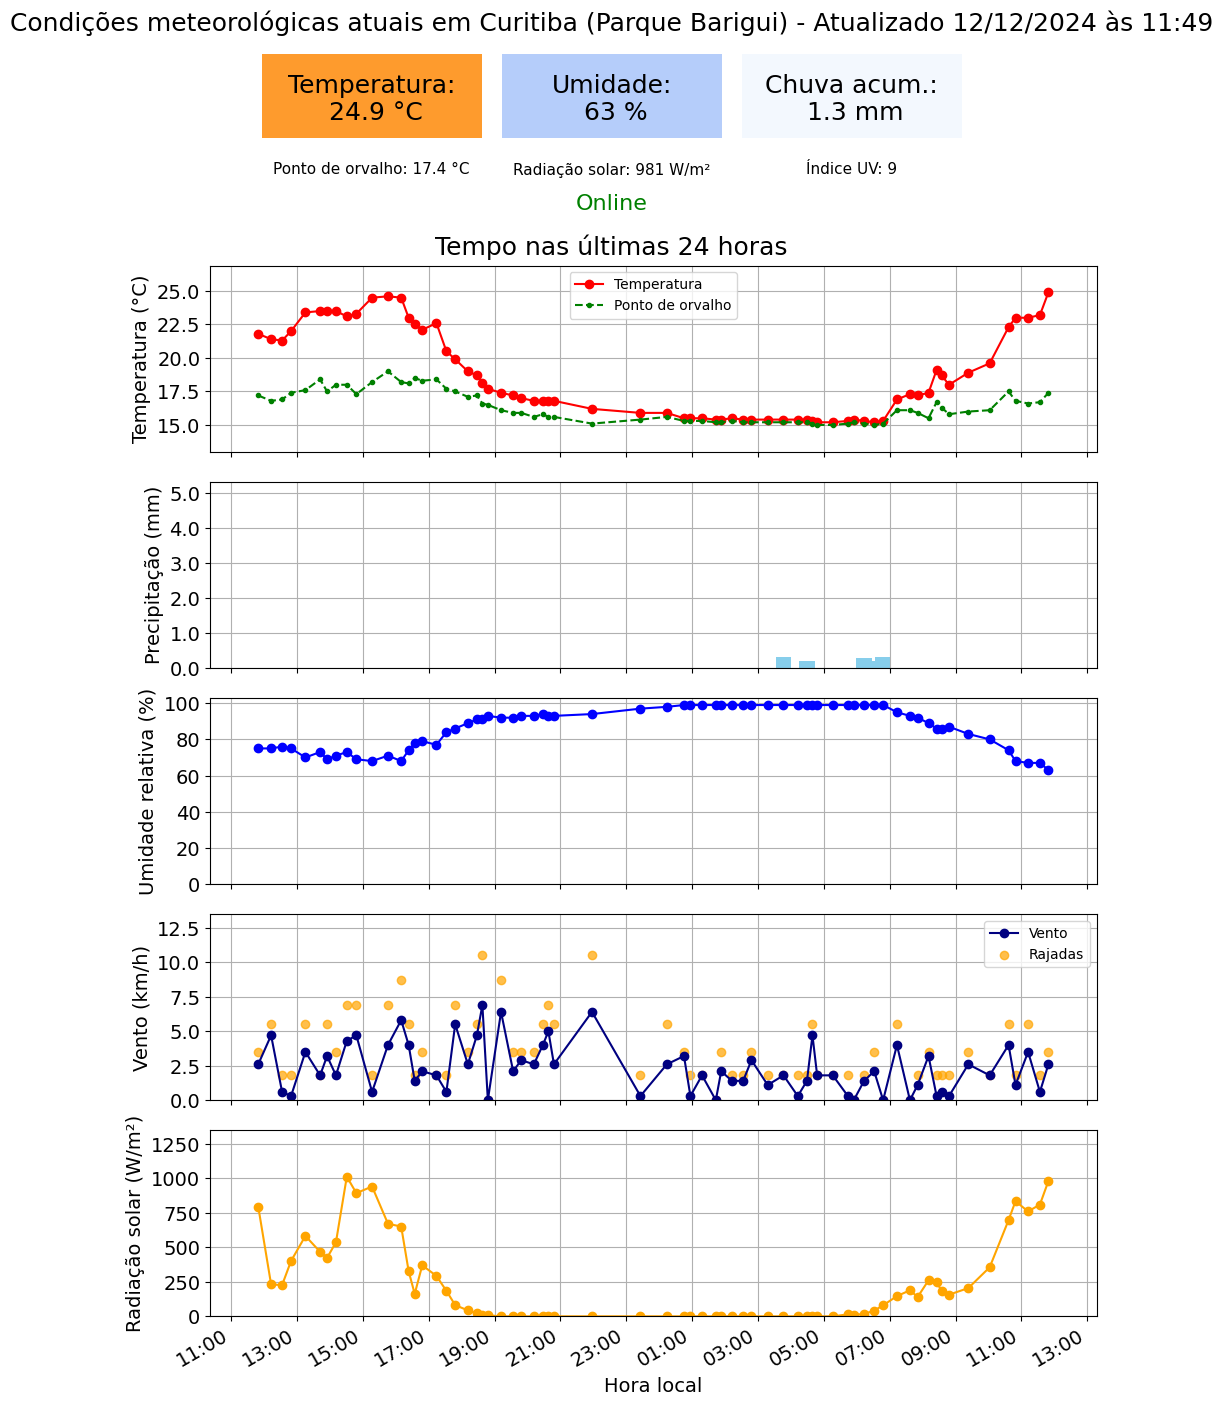 Condições meteorológicas atuais em Curitiba (Parque Barigui) - Atualizado 12/12/2024 às 11:49
Temperatura:
24.9 °C
Umidade:
63 %
Chuva acum.:
1.3 mm
Ponto de orvalho: 17.4 °C
Radiação solar: 981 W/m²
Índice UV: 9
Online
Tempo nas últimas 24 horas
Temperatura (°C)
25.0
22.5
20.0
17.5
15.0
Temperatura
Ponto de orvalho
Precipitação (mm)
5.0
4.0
3.0
2.0
1.0
0.0
Umidade relativa (%)
100
80
60
40
20
0
Vento (km/h)
12.5
10.0
7.5
5.0
2.5
0.0
Vento
Rajadas
Radiação solar (W/m²)
1250
1000
750
500
250
0
11:00
13:00
15:00
17:00
19:00
21:00
23:00
01:00
03:00
05:00
07:00
09:00
11:00
13:00
Hora local